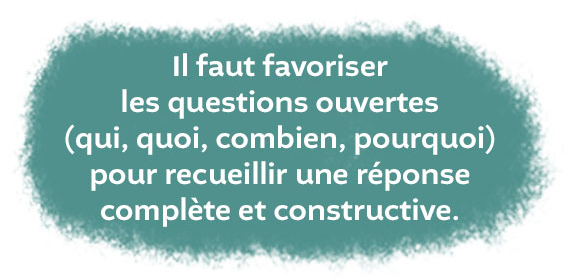 Il faut favoriser
les questions ouvertes
(qui, quoi, combien, pourquoi)
pour recueillir une réponse
complète et constructive.